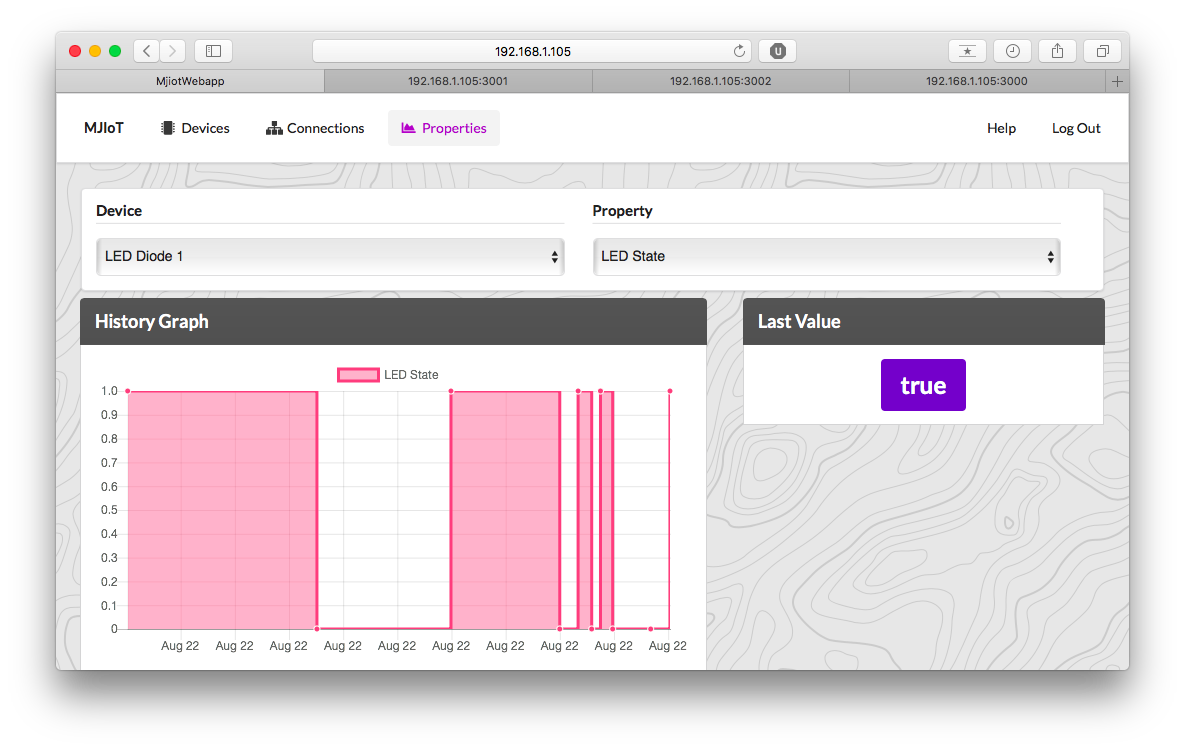 192.168.1.105
U
MjiotWebapp
192.168.1.105:3001
192.168.1.105:3002
192.168.1.105:3000
MJIoT
Devices
Connections
Properties
Help
Log Out
Device
Property
LED Diode 1
LED State
History Graph
Last Value
LED State
true
1.0
0.9
0.8
0.7
0.6
0.5
0.4
0.3
0.2
0.1
0
Aug 22 Aug 22 Aug 22 Aug 22 Aug 22 Aug 22 Aug 22 Aug 22 Aug 22 Aug 22